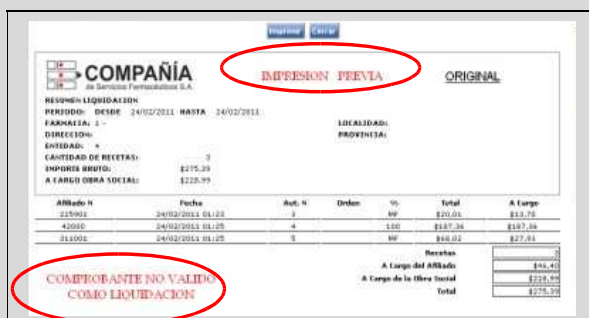 Imprimir Cerrar
COMPAÑÍA
de Servicios Farmacéuticos S.A.
IMPRESION PREVIA
ORIGINAL
RESUMEN LIQUIDACION
PERIODO: DESDE 24/02/2011 HASTA 24/02/2011
FARMACIA: 1 -
LOCALIDAD:
DIRECCION:
PROVINCIA:
ENTIDAD: 4
CANTIDAD DE RECETAS: 3
IMPORTE BRUTO: $275,39
A CARGO OBRA SOCIAL: $228,99
Afiliado N Fecha Aut. N Orden % Total A Cargo
225901 24/02/2011 01:23 3 MF $20,01 $13,70
42000 24/02/2011 01:25 4 100 $187,36 $187,36
311001 24/02/2011 01:25 5 MF $68,02 $27,93
Recetas 3
A Cargo del Afiliado $46,40
A Cargo de la Obra Social $228,99
Total $275,39
COMPROBANTE NO VALIDO
COMO LIQUIDACION